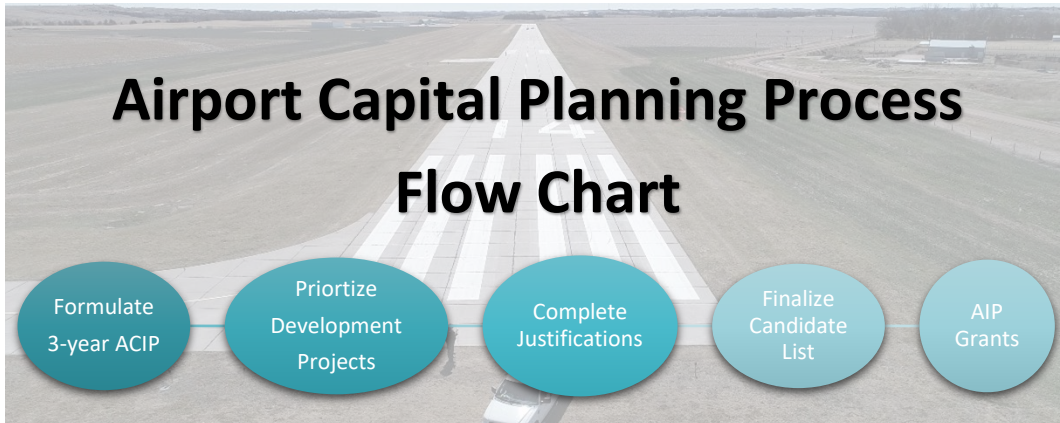 Airport Capital Planning Process
Flow Chart
Formulate
3-year ACIP
Priortize
Development
Projects
Complete
Justifications
Finalize
Candidate
List
AIP
Grants